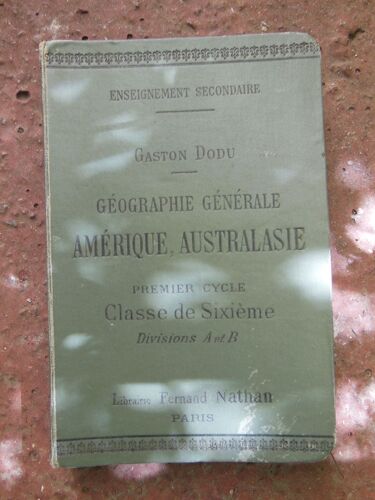 ENSEIGNEMENT SECONDAIRE
GASTON DODU
GÉOGRAPHIE GÉNÉRALE
AMÉRIQUE, AUSTRALASIE
PREMIER CYCLE
Classe de Sixième
Divisions A et B
Librairie Fernand Nathan
PARIS